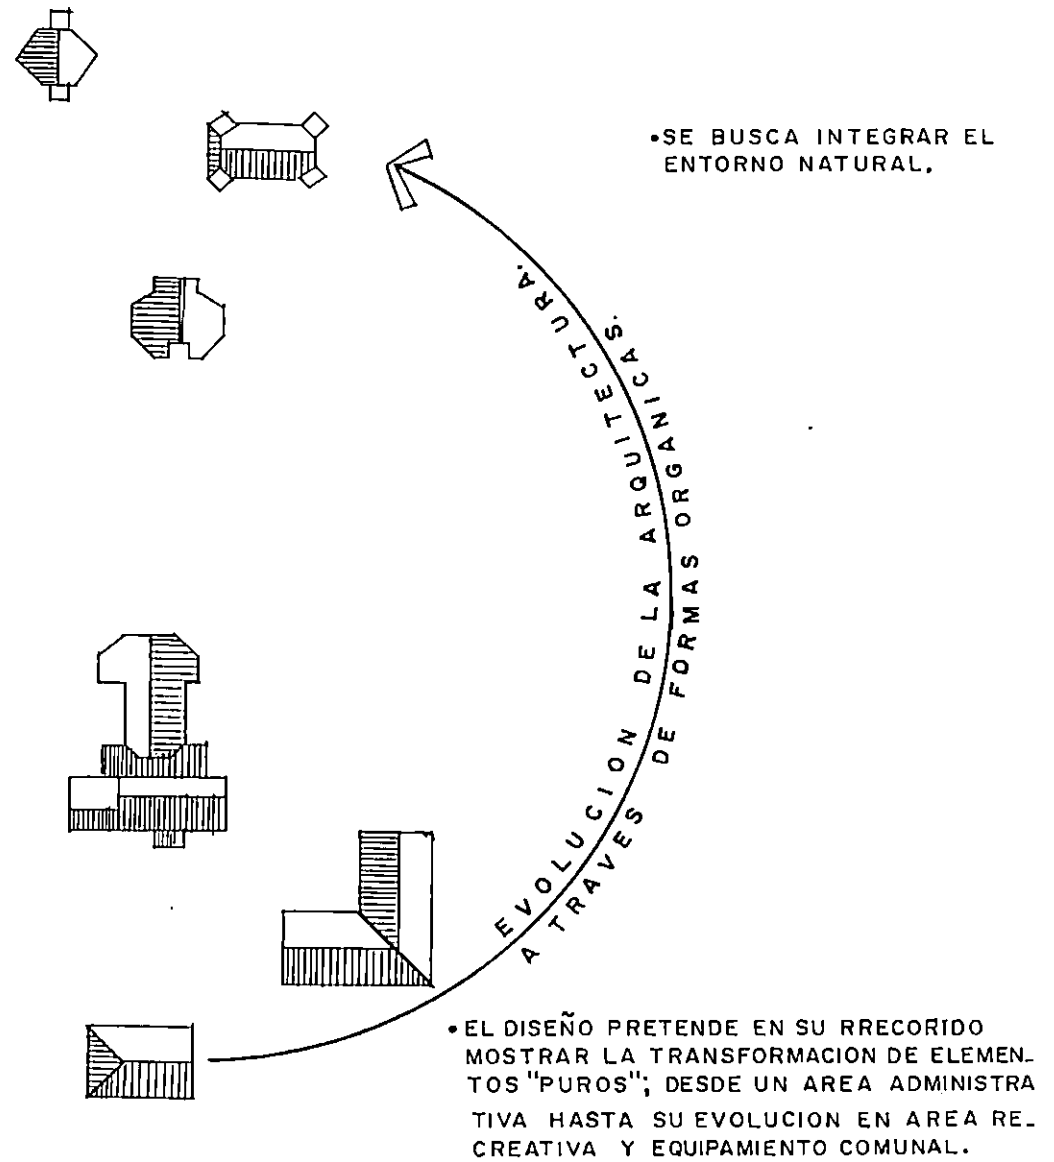 •SE BUSCA INTEGRAR EL
ENTORNO NATURAL.
EVOLUCION DE LA ARQUITECTURA.
A TRAVES DE FORMAS ORGANICAS.
•EL DISEÑO PRETENDE EN SU RRECORIDO
MOSTRAR LA TRANSFORMACION DE ELEMEN-
TOS "PUROS"; DESDE UN AREA ADMINISTRA
TIVA HASTA SU EVOLUCION EN AREA RE-
CREATIVA Y EQUIPAMIENTO COMUNAL.